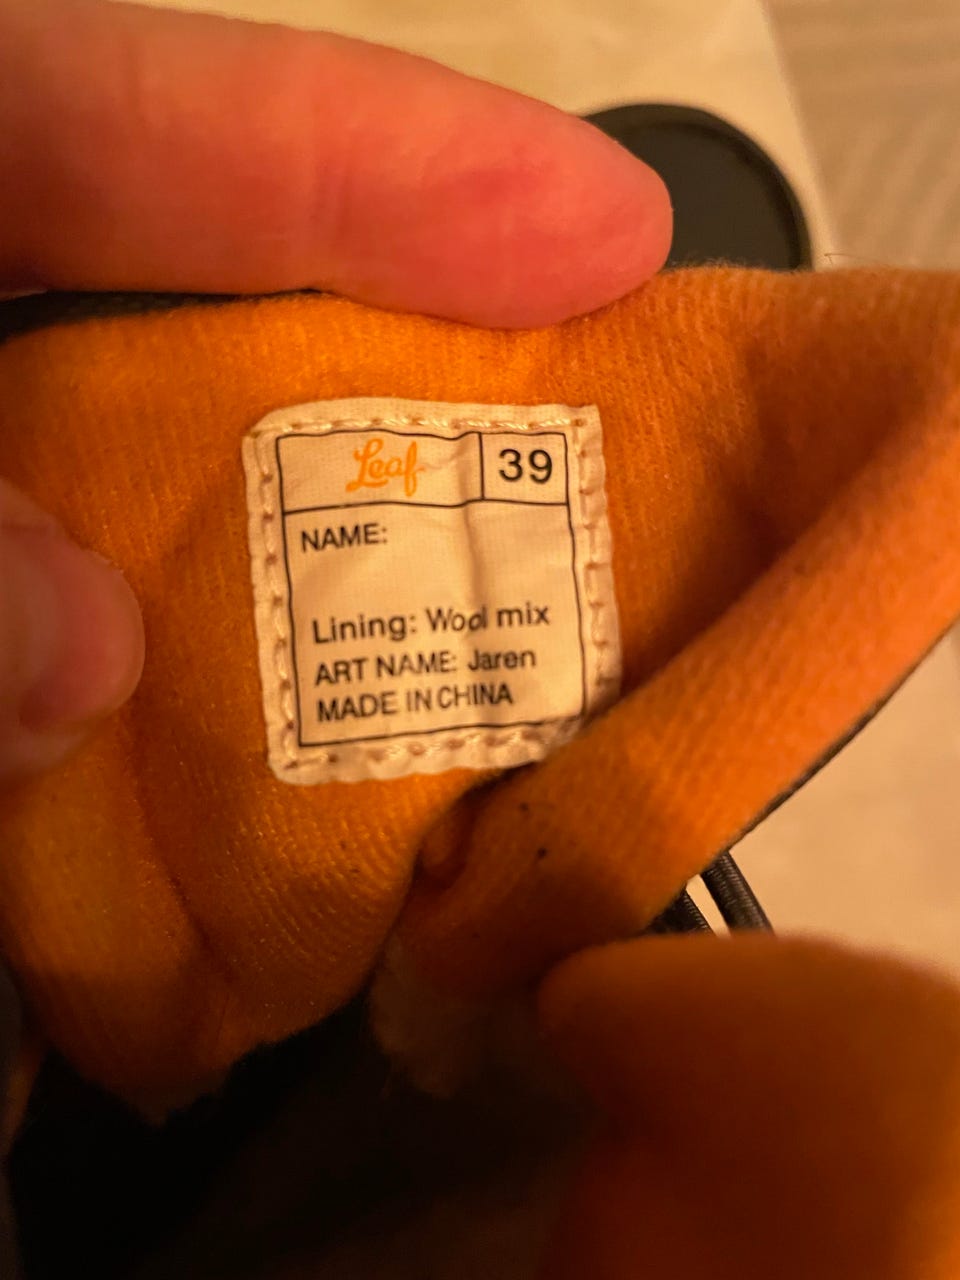 Leaf 39
NAME:
Lining: Wool mix
ART NAME: Jaren
MADE IN CHINA